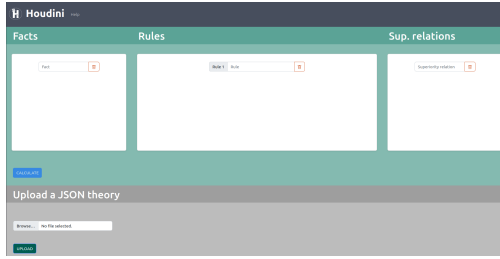 H Houdini Help
Facts Rules Sup. relations
Fact Rule 1 Rule Superiority relation
CALCULATE
Upload a JSON theory
Browse... No file selected.
UPLOAD